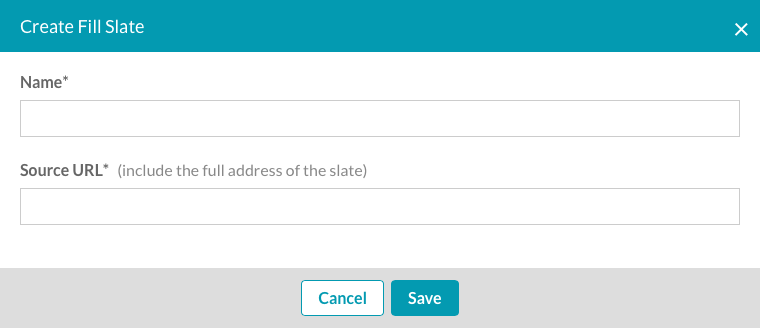 Create Fill Slate
Name*
Source URL* (include the full address of the slate)
Cancel Save